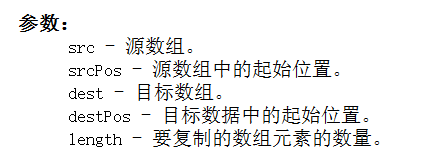 参数：
src - 源数组。
srcPos - 源数组中的起始位置。
dest - 目标数组。
destPos - 目标数据中的起始位置。
length - 要复制的数组元素的数量。